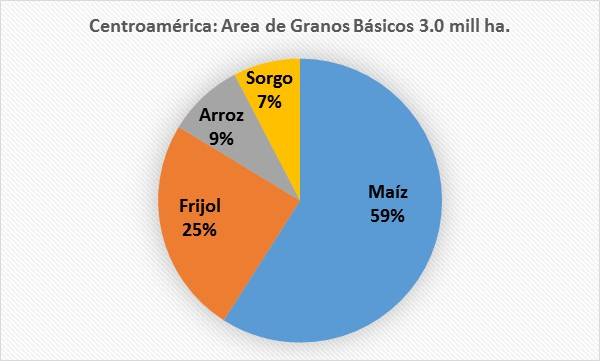 Centroamérica: Area de Granos Básicos 3.0 mill ha.
Sorgo
7%
Arroz
9%
Maíz
59%
Frijol
25%